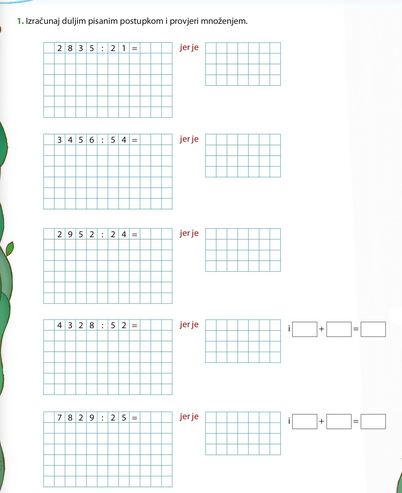 1. Izračunaj duljim pisanim postupkom i provjeri množenjem.
2 8 3 5 : 2 1 = jer je
3 4 5 6 : 5 4 = jer je
2 9 5 2 : 2 4 = jer je
4 3 2 8 : 5 2 = jer je i + =
7 8 2 9 : 2 5 = jer je i + =